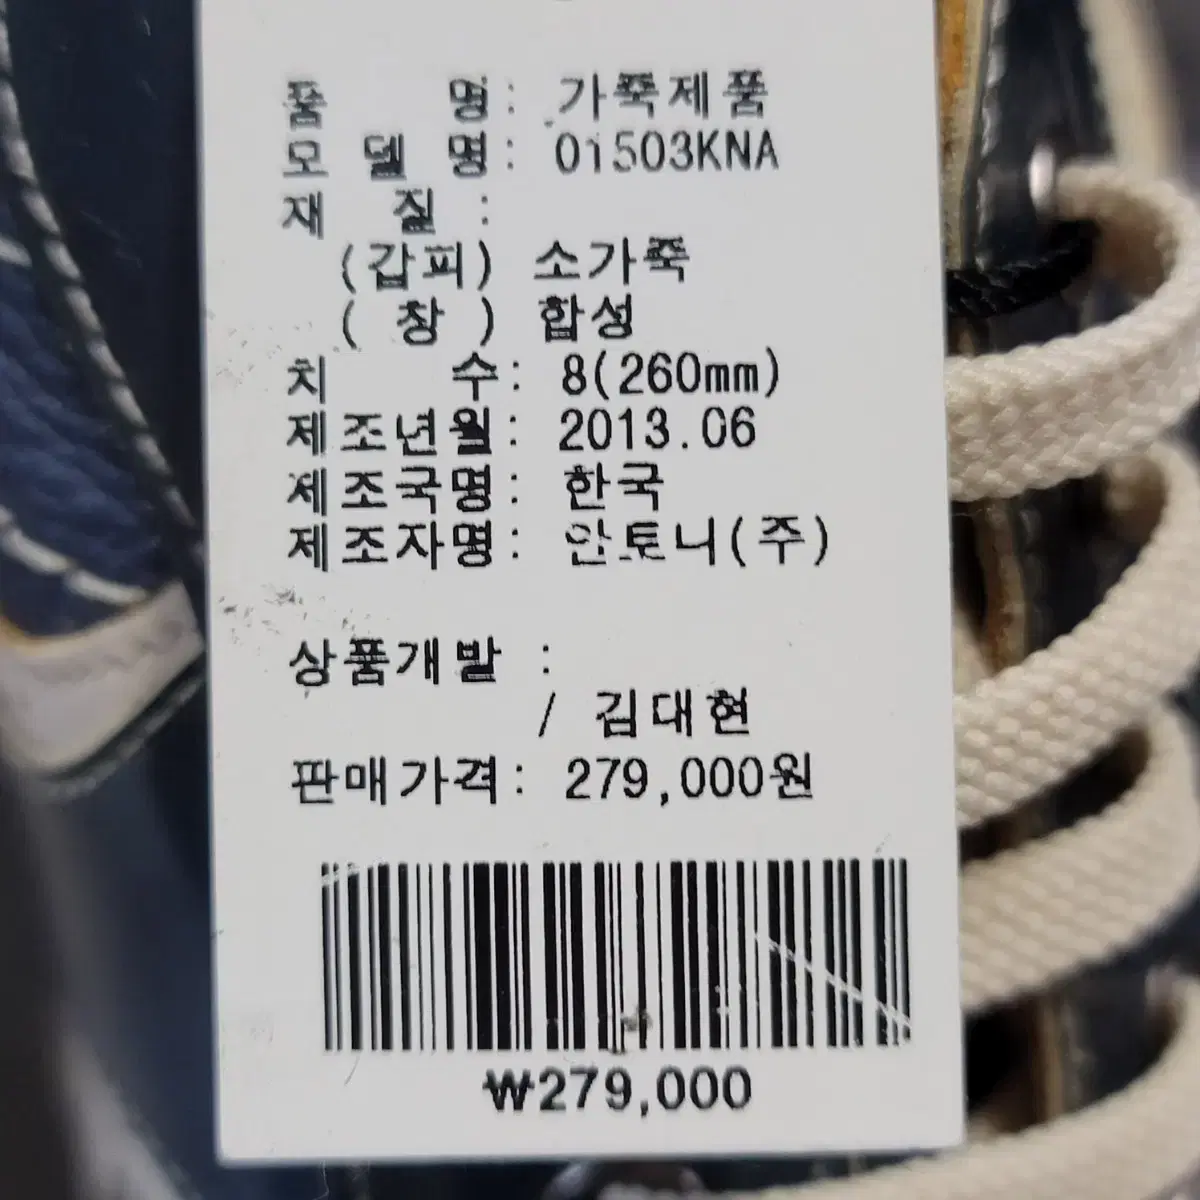 품 명: 가죽제품
모 델 명: 01503KNA
재 질 :
(갑피) 소가죽
( 창 ) 합성
치 수: 8(260mm)
제조년월: 2013.06
제조국명: 한국
제조자명: 안토니(주)
상품개발 :
/ 김대현
판매가격: 279,000원
₩279,000